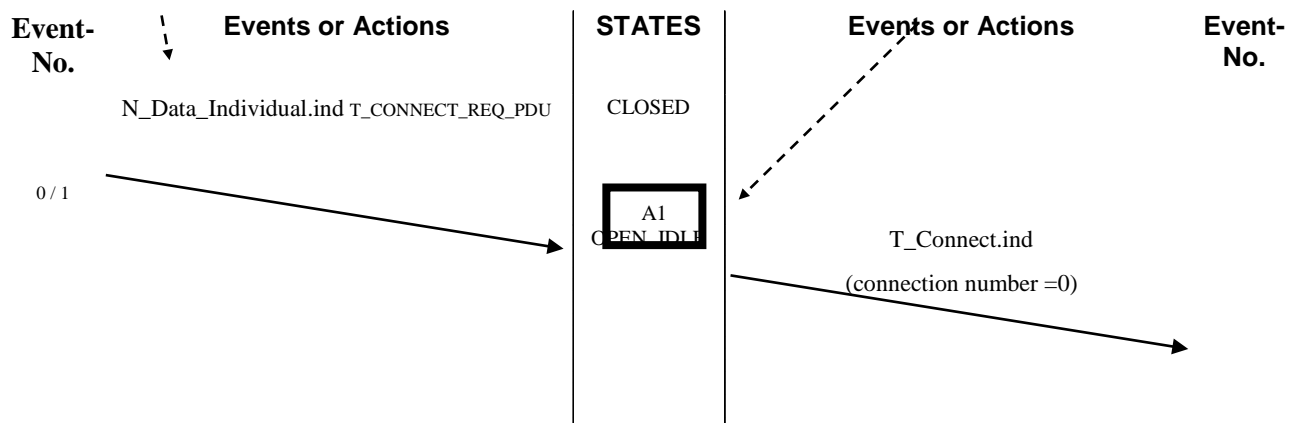 Event-
No.
Events or Actions
STATES
Events or Actions
Event-
No.
N_Data_Individual.ind T_CONNECT_REQ_PDU
CLOSED
0 / 1
A1
OPEN_IDLE
T_Connect.ind
(connection number =0)